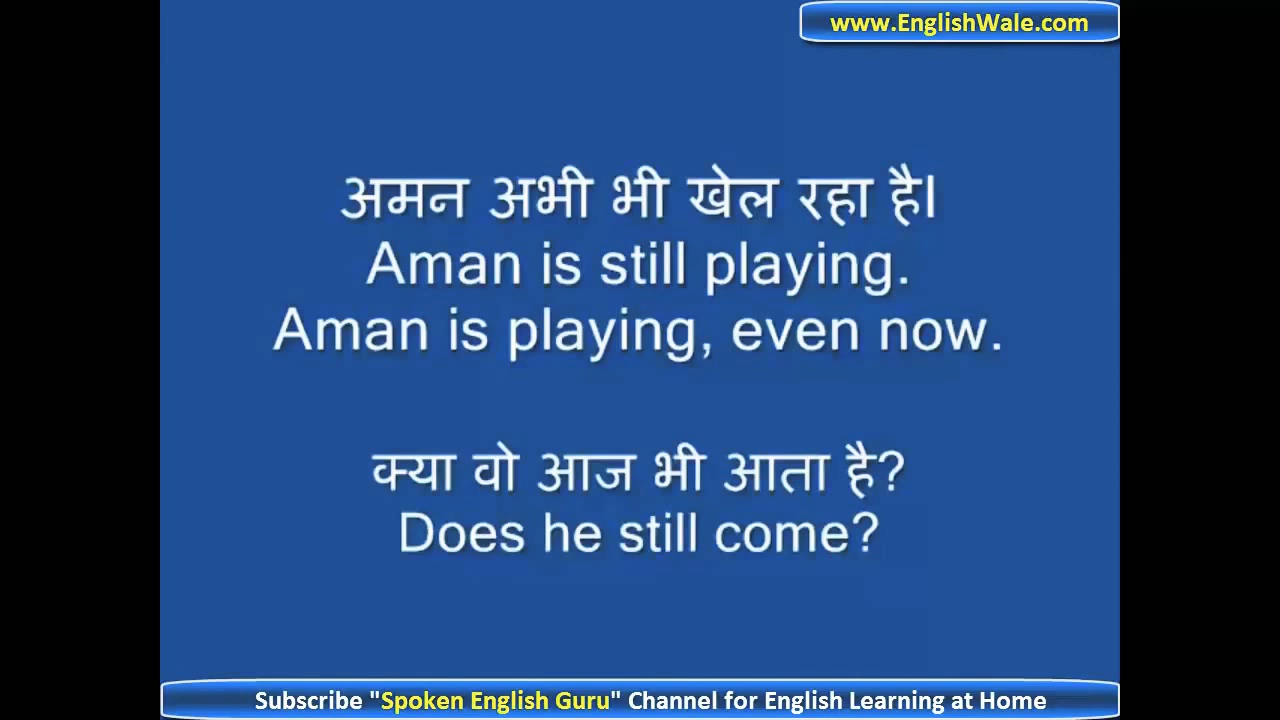 www.EnglishWale.com
अमन अभी भी खेल रहा है।
Aman is still playing.
Aman is playing, even now.
क्या वो आज भी आता है?
Does he still come?
Subscribe "Spoken English Guru" Channel for English Learning at Home